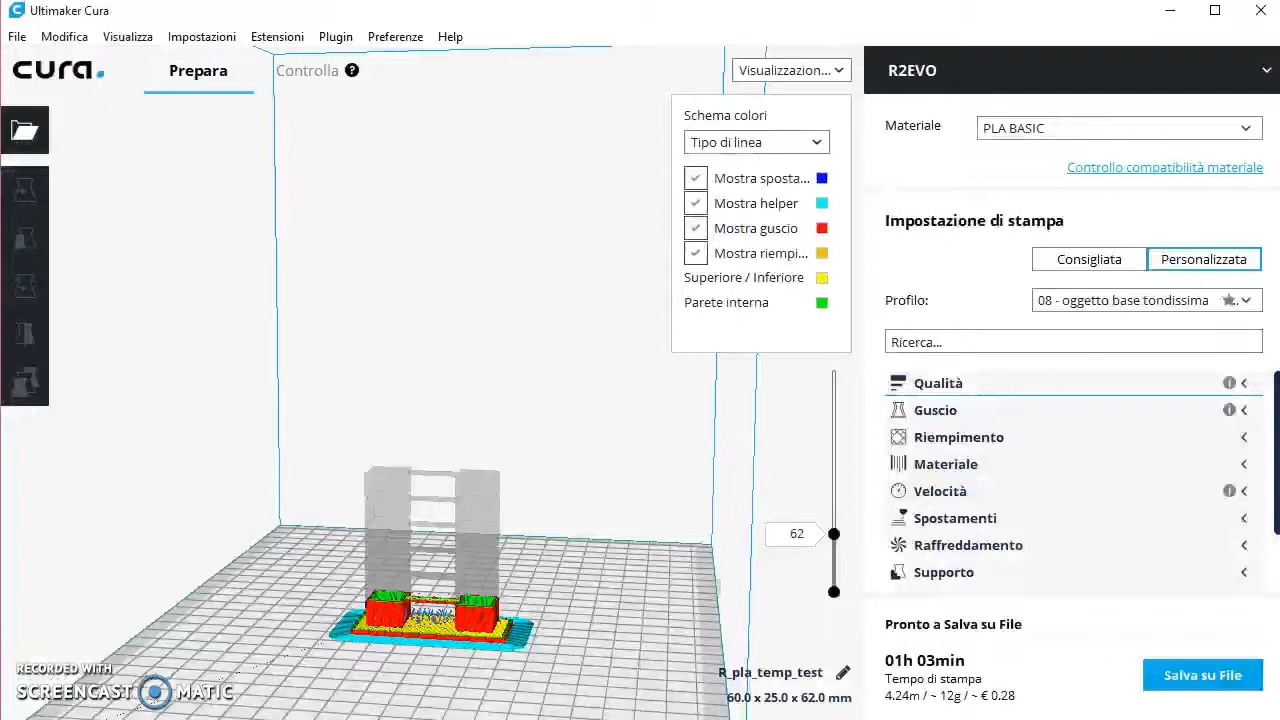 Ultimaker Cura
File Modifica Visualizza Impostazioni Estensioni Plugin Preferenze Help
cura.
Prepara
Controlla ?
Visualizzazion...
Schema colori
Tipo di linea
Mostra sposta...
Mostra helper
Mostra guscio
Mostra riempi...
Superiore / Inferiore
Parete interna
62
R_pla_temp_test
60.0 x 25.0 x 62.0 mm
RECORDED WITH
SCREENCAST MATIC
R2EVO
Materiale PLA BASIC
Controllo compatibilità materiale
Impostazione di stampa
Consigliata Personalizzata
Profilo: 08 - oggetto base tondissima ...
Ricerca...
Qualità
Guscio
Riempimento
Materiale
Velocità
Spostamenti
Raffreddamento
Supporto
Pronto a Salva su File
01h 03min
Tempo di stampa
4.24m / ~ 12g / ~ € 0.28
Salva su File